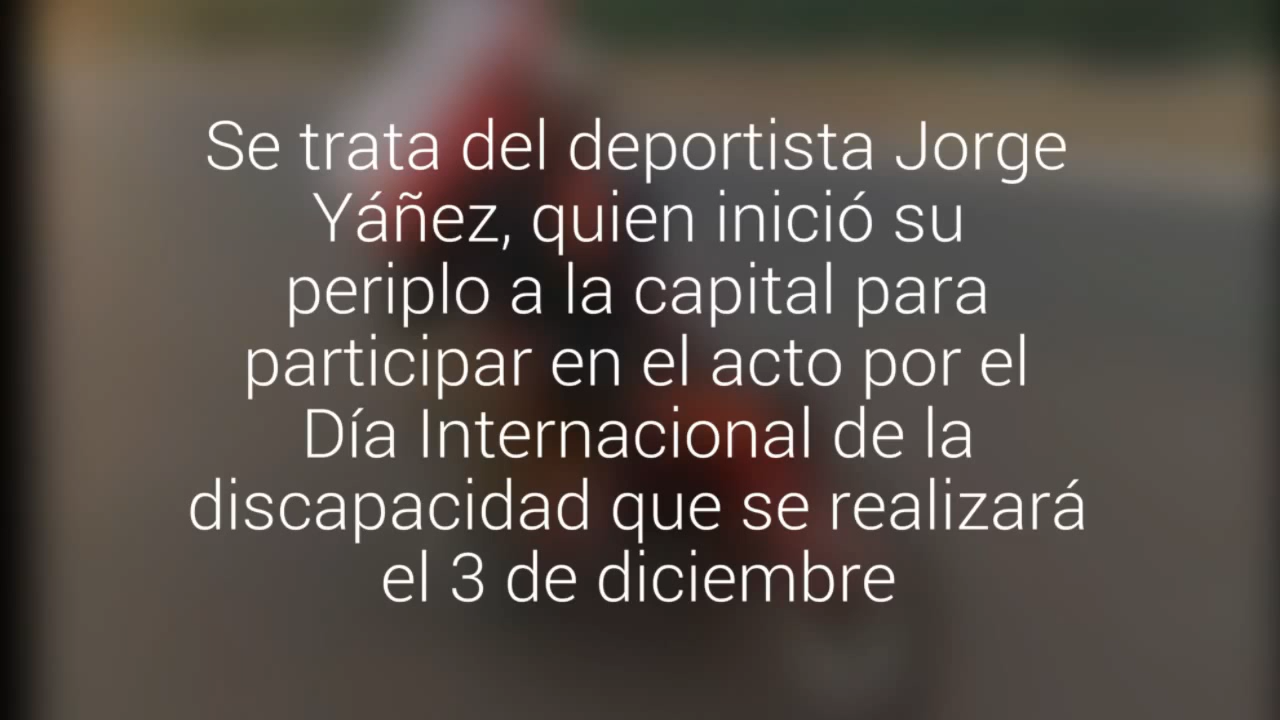 Se trata del deportista Jorge
Yáñez, quien inició su
periplo a la capital para
participar en el acto por el
Día Internacional de la
discapacidad que se realizará
el 3 de diciembre